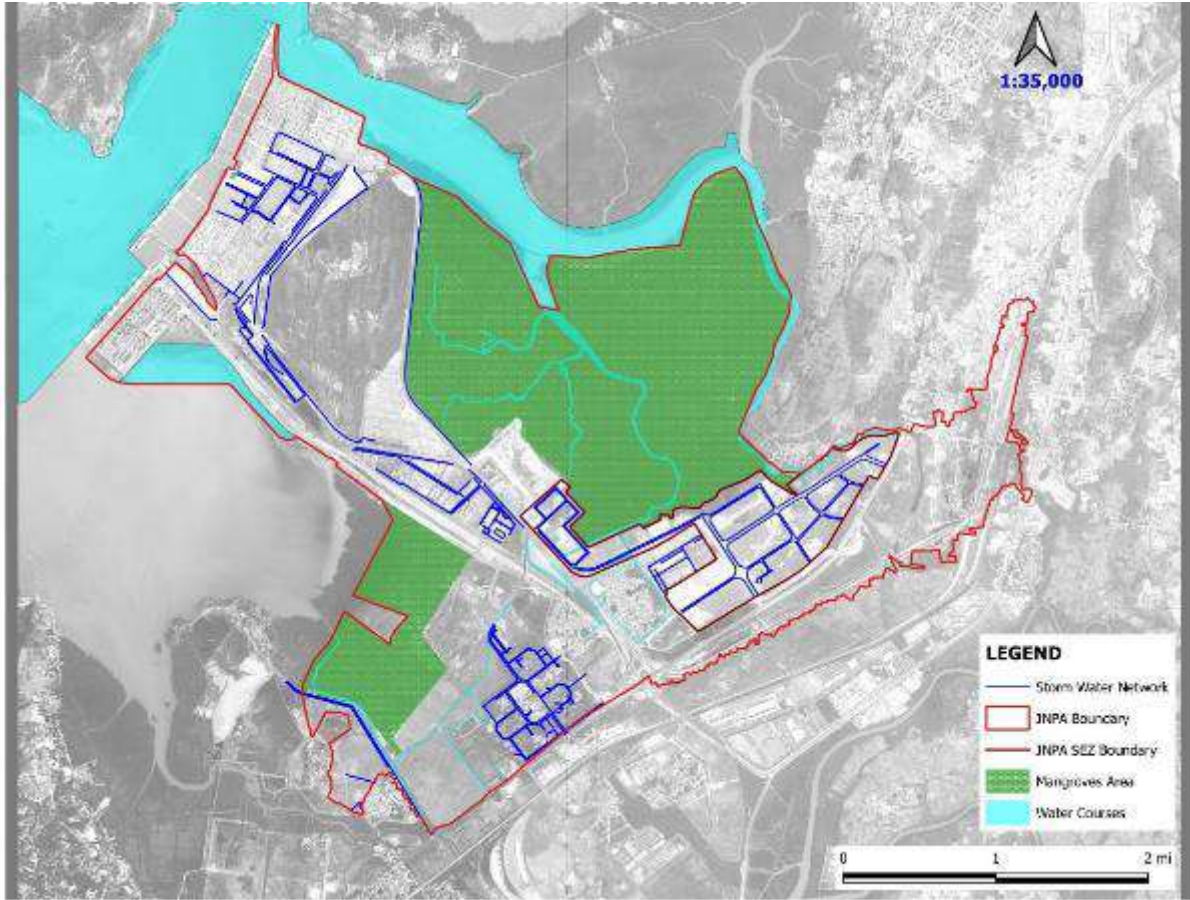 1:35,000
LEGEND
Storm Water Network
JNPA Boundary
JNPA SEZ Boundary
Mangroves Area
Water Courses
0 1 2 mi